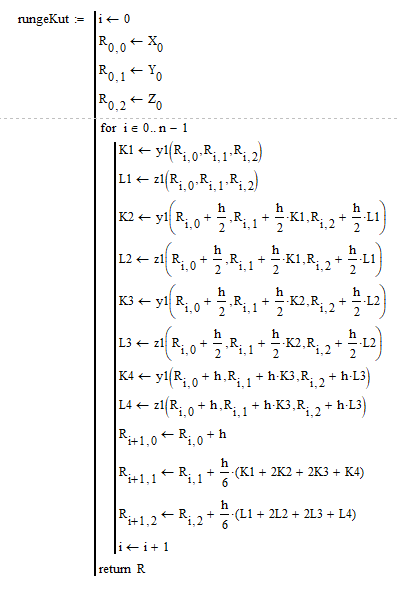 rungeKut := i ← 0
R0,0 ← X0
R0,1 ← Y0
R0,2 ← Z0
for i ∈ 0..n − 1
K1 ← y1(Ri,0,Ri,1,Ri,2)
L1 ← z1(Ri,0,Ri,1,Ri,2)
K2 ← y1(Ri,0 + h/2,Ri,1 + h/2·K1,Ri,2 + h/2·L1)
L2 ← z1(Ri,0 + h/2,Ri,1 + h/2·K1,Ri,2 + h/2·L1)
K3 ← y1(Ri,0 + h/2,Ri,1 + h/2·K2,Ri,2 + h/2·L2)
L3 ← z1(Ri,0 + h/2,Ri,1 + h/2·K2,Ri,2 + h/2·L2)
K4 ← y1(Ri,0 + h,Ri,1 + h·K3,Ri,2 + h·L3)
L4 ← z1(Ri,0 + h,Ri,1 + h·K3,Ri,2 + h·L3)
Ri+1,0 ← Ri,0 + h
Ri+1,1 ← Ri,1 + h/6·(K1 + 2K2 + 2K3 + K4)
Ri+1,2 ← Ri,2 + h/6·(L1 + 2L2 + 2L3 + L4)
i ← i + 1
return R